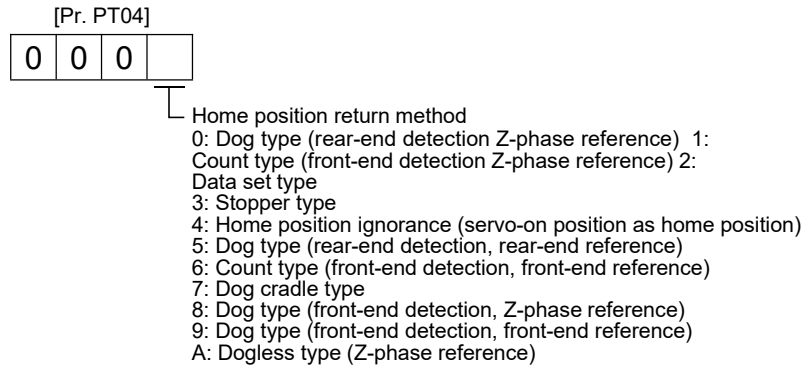 [Pr. PT04]
0 0 0
Home position return method
0: Dog type (rear-end detection Z-phase reference) 1:
Count type (front-end detection Z-phase reference) 2:
Data set type
3: Stopper type
4: Home position ignorance (servo-on position as home position)
5: Dog type (rear-end detection, rear-end reference)
6: Count type (front-end detection, front-end reference)
7: Dog cradle type
8: Dog type (front-end detection, Z-phase reference)
9: Dog type (front-end detection, front-end reference)
A: Dogless type (Z-phase reference)